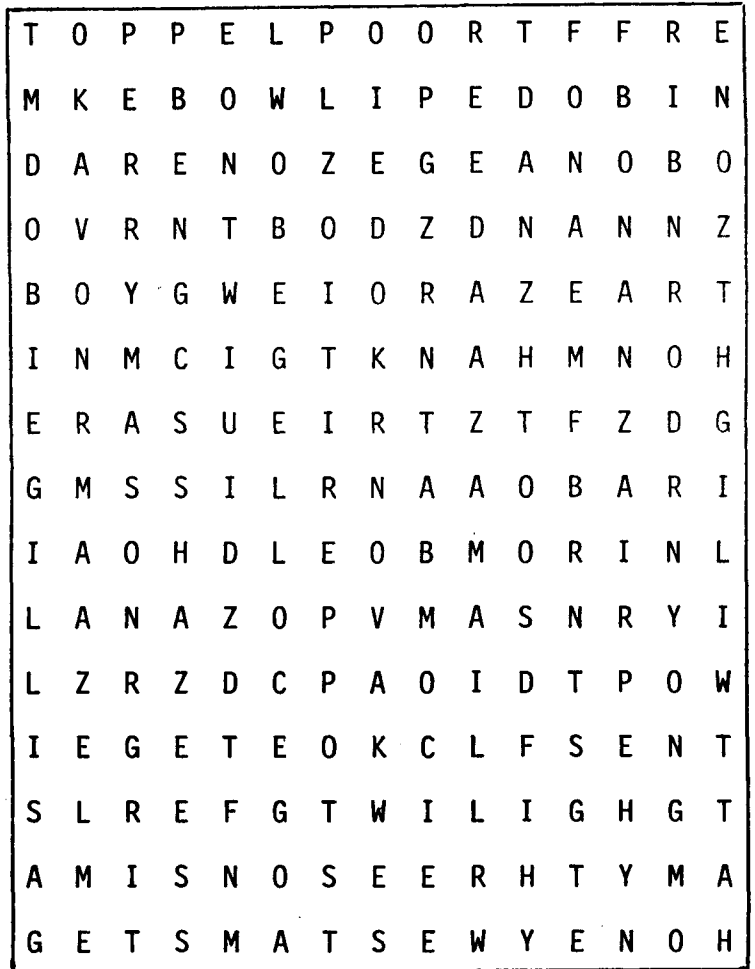 T O P P E L P O O R T F F R E
M K E B O W L I P E D O B I N
D A R E N O Z E G E A N O B O
O V R N T B O D Z D N A N N Z
B O Y G W E I O R A Z E A R T
I N M C I G T K N A H M N O H
E R A S U E I R T Z T F Z D G
G M S S I L R N A A O B A R I
I A O H D L E O B M O R I N L
L A N A Z O P V M A S N R Y I
L Z R Z D C P A O I D T P O W
I E G E T E O K C L F S E N T
S L R E F G T W I L I G H G T
A M I S N O S E E R H T Y M A
G E T S M A T S E W Y E N O H